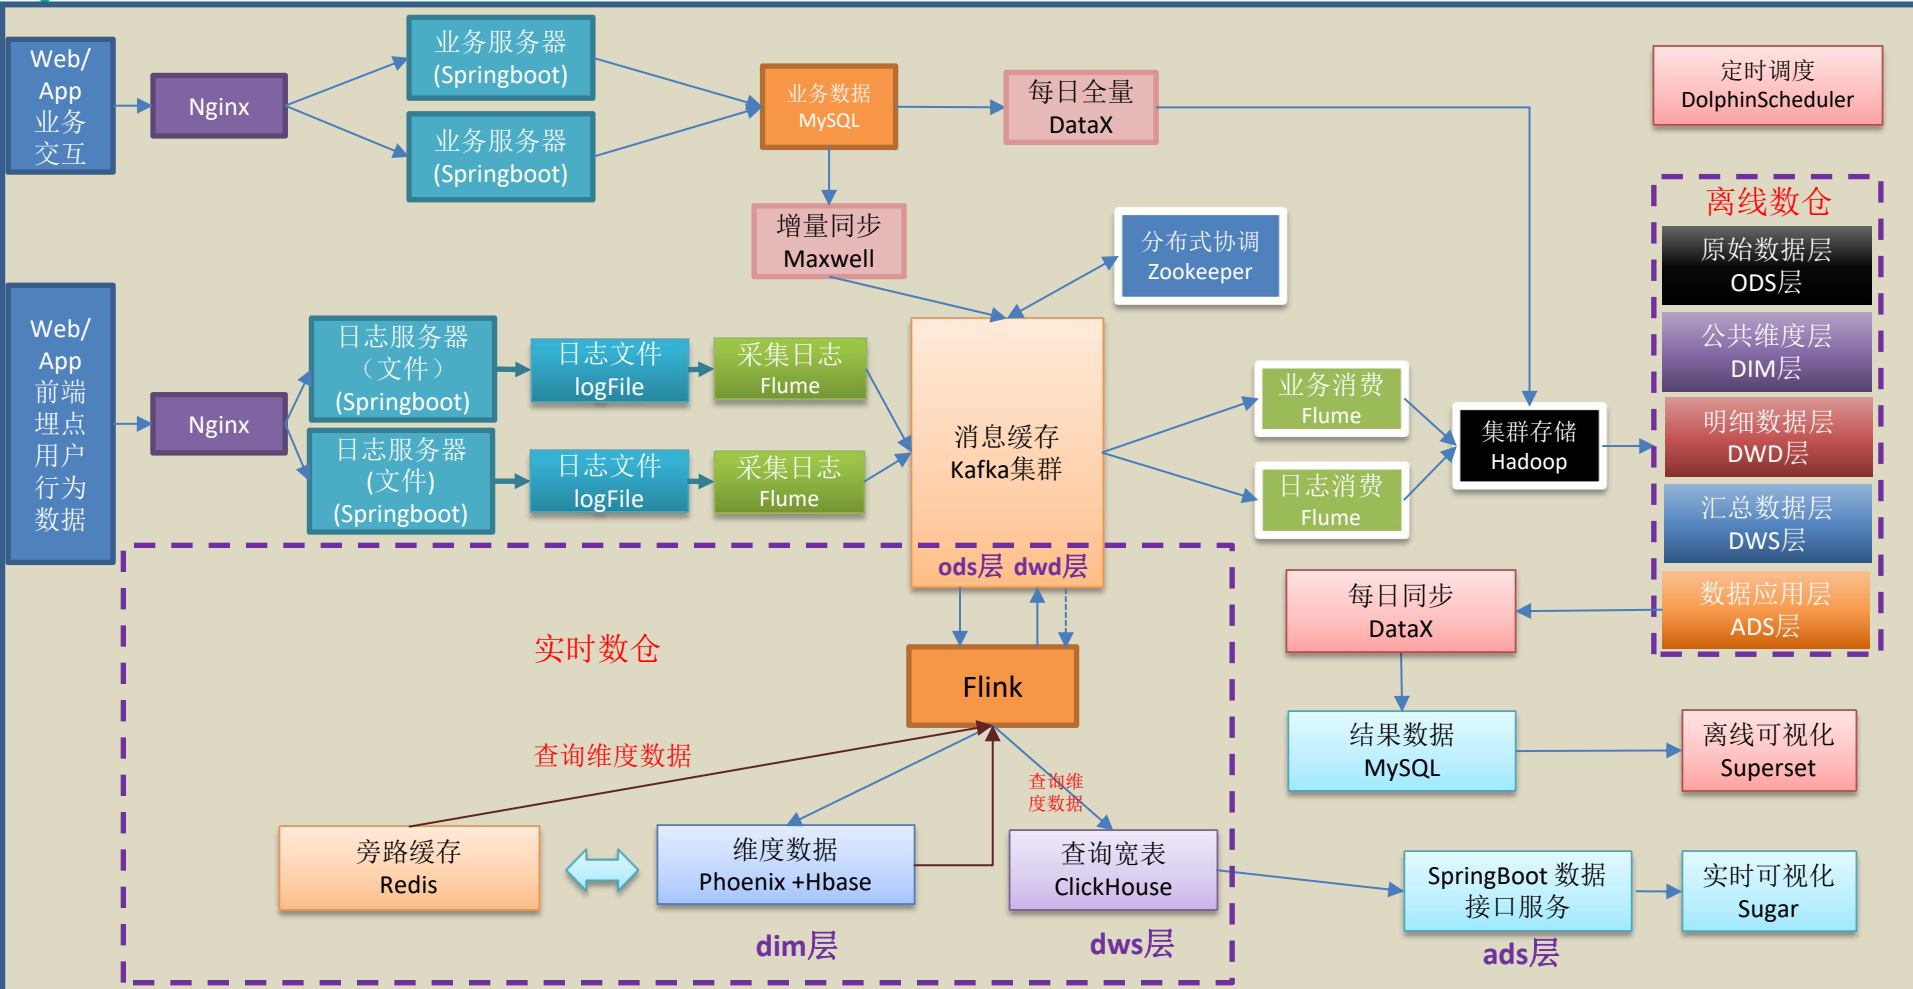 Web/
App
业务
交互
Nginx
业务服务器
(Springboot)
业务服务器
(Springboot)
业务数据
MySQL
每日全量
DataX
定时调度
DolphinScheduler
增量同步
Maxwell
分布式协调
Zookeeper
离线数仓
原始数据层
ODS层
公共维度层
DIM层
明细数据层
DWD层
汇总数据层
DWS层
数据应用层
ADS层
Web/
App
前端
埋点
用户
行为
数据
Nginx
日志服务器
（文件）
(Springboot)
日志服务器
(文件)
(Springboot)
日志文件
logFile
日志文件
logFile
采集日志
Flume
采集日志
Flume
消息缓存
Kafka集群
ods层 dwd层
业务消费
Flume
日志消费
Flume
集群存储
Hadoop
每日同步
DataX
实时数仓
Flink
查询维度数据
查询维
度数据
结果数据
MySQL
离线可视化
Superset
旁路缓存
Redis
维度数据
Phoenix +Hbase
查询宽表
ClickHouse
SpringBoot 数据
接口服务
实时可视化
Sugar
dim层
dws层
ads层